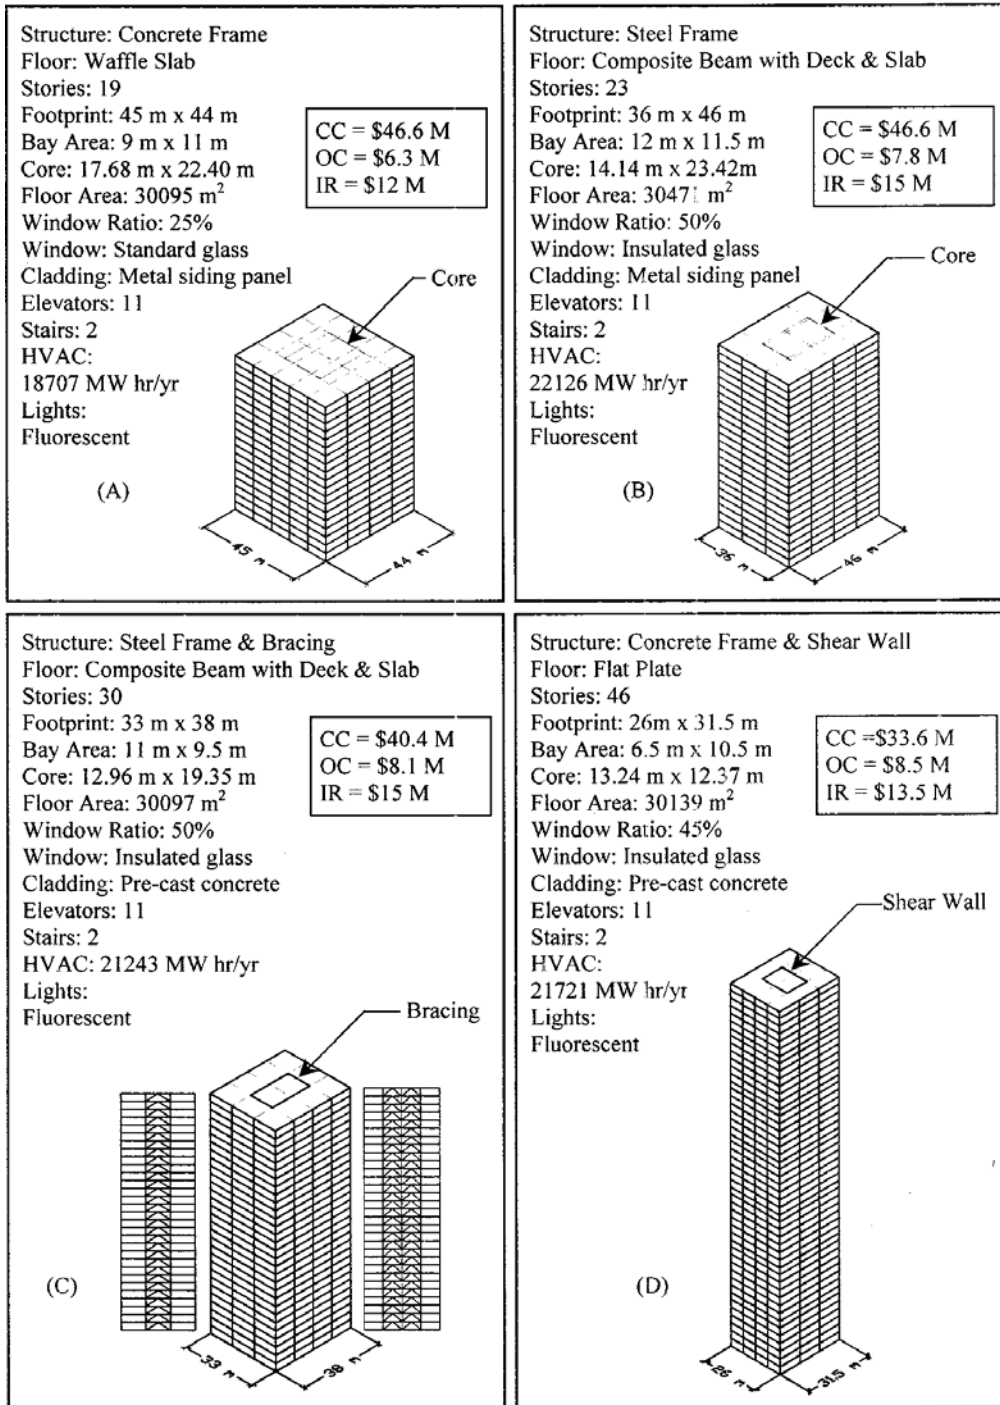 Structure: Concrete Frame
Floor: Waffle Slab
Stories: 19
Footprint: 45 m x 44 m
Bay Area: 9 m x 11 m
Core: 17.68 m x 22.40 m
Floor Area: 30095 m²
Window Ratio: 25%
Window: Standard glass
Cladding: Metal siding panel
Elevators: 11
Stairs: 2
HVAC:
18707 MW hr/yr
Lights:
Fluorescent
CC = $46.6 M
OC = $6.3 M
IR = $12 M
Core
(A)
45 m
44 m
Structure: Steel Frame
Floor: Composite Beam with Deck & Slab
Stories: 23
Footprint: 36 m x 46 m
Bay Area: 12 m x 11.5 m
Core: 14.14 m x 23.42m
Floor Area: 30471 m²
Window Ratio: 50%
Window: Insulated glass
Cladding: Metal siding panel
Elevators: 11
Stairs: 2
HVAC:
22126 MW hr/yr
Lights:
Fluorescent
CC = $46.6 M
OC = $7.8 M
IR = $15 M
Core
(B)
36 m
46 m
Structure: Steel Frame & Bracing
Floor: Composite Beam with Deck & Slab
Stories: 30
Footprint: 33 m x 38 m
Bay Area: 11 m x 9.5 m
Core: 12.96 m x 19.35 m
Floor Area: 30097 m²
Window Ratio: 50%
Window: Insulated glass
Cladding: Pre-cast concrete
Elevators: 11
Stairs: 2
HVAC: 21243 MW hr/yr
Lights:
Fluorescent
CC = $40.4 M
OC = $8.1 M
IR = $15 M
Bracing
(C)
33 m
38 m
Structure: Concrete Frame & Shear Wall
Floor: Flat Plate
Stories: 46
Footprint: 26m x 31.5 m
Bay Area: 6.5 m x 10.5 m
Core: 13.24 m x 12.37 m
Floor Area: 30139 m²
Window Ratio: 45%
Window: Insulated glass
Cladding: Pre-cast concrete
Elevators: 11
Stairs: 2
HVAC:
21721 MW hr/yr
Lights:
Fluorescent
CC =$33.6 M
OC = $8.5 M
IR = $13.5 M
Shear Wall
(D)
26 m
31.5 m